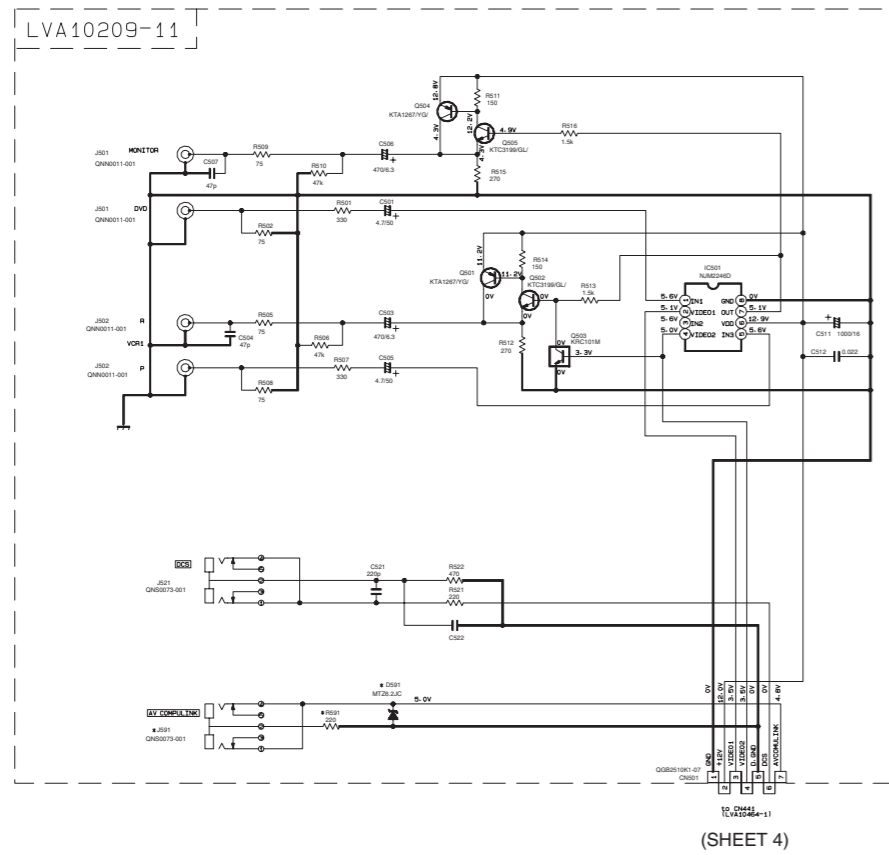 LVA10209-11
J501
QNN0011-001
MONITOR
C507
47p
R509
75
R510
47k
C506
470/6.3
+
Q504
KTA1267/YG/
12.8V
4.3V
R511
150
12.2V
4.9V
Q505
KTC3199/GL/
4.3V
R515
270
R516
1.5k
J501
QNN0011-001
DVD
R502
75
R501
330
C501
4.7/50
+
Q501
KTA1267/YG/
11.2V
0V
R514
150
11.2V
Q502
KTC3199/GL/
0V
0V
R513
1.5k
R512
270
Q503
KRC101M
0V
3.3V
0V
IC501
NJM2246D
5.6V 1 IN1 GND 8 0V
5.1V 2 VIDEO1 OUT 7 5.1V
5.6V 3 IN2 VDD 6 12.9V
5.0V 4 VIDEO2 IN3 5 5.6V
+
C511 1000/16
C512 0.022
J502
QNN0011-001
R
VCR1
C504
47p
R505
75
R506
47k
C503
470/6.3
+
J502
QNN0011-001
P
R508
75
R507
330
C505
4.7/50
+
DCS
J521
QNS0073-001
C521
220p
R522
470
R521
220
C522
AV COMPULINK
*J591
QNS0073-001
*R591
220
* D591
MTZ6.2JC
5.0V
0V
12.0V
3.5V
3.5V
0V
0V
4.8V
GND
+12V
VIDEO1
VIDEO2
D.GND
DCS
AVCOMULINK
QGB2510K1-07
CN501
1 2 3 4 5 6 7
to CN441
(LVA10464-1)
(SHEET 4)